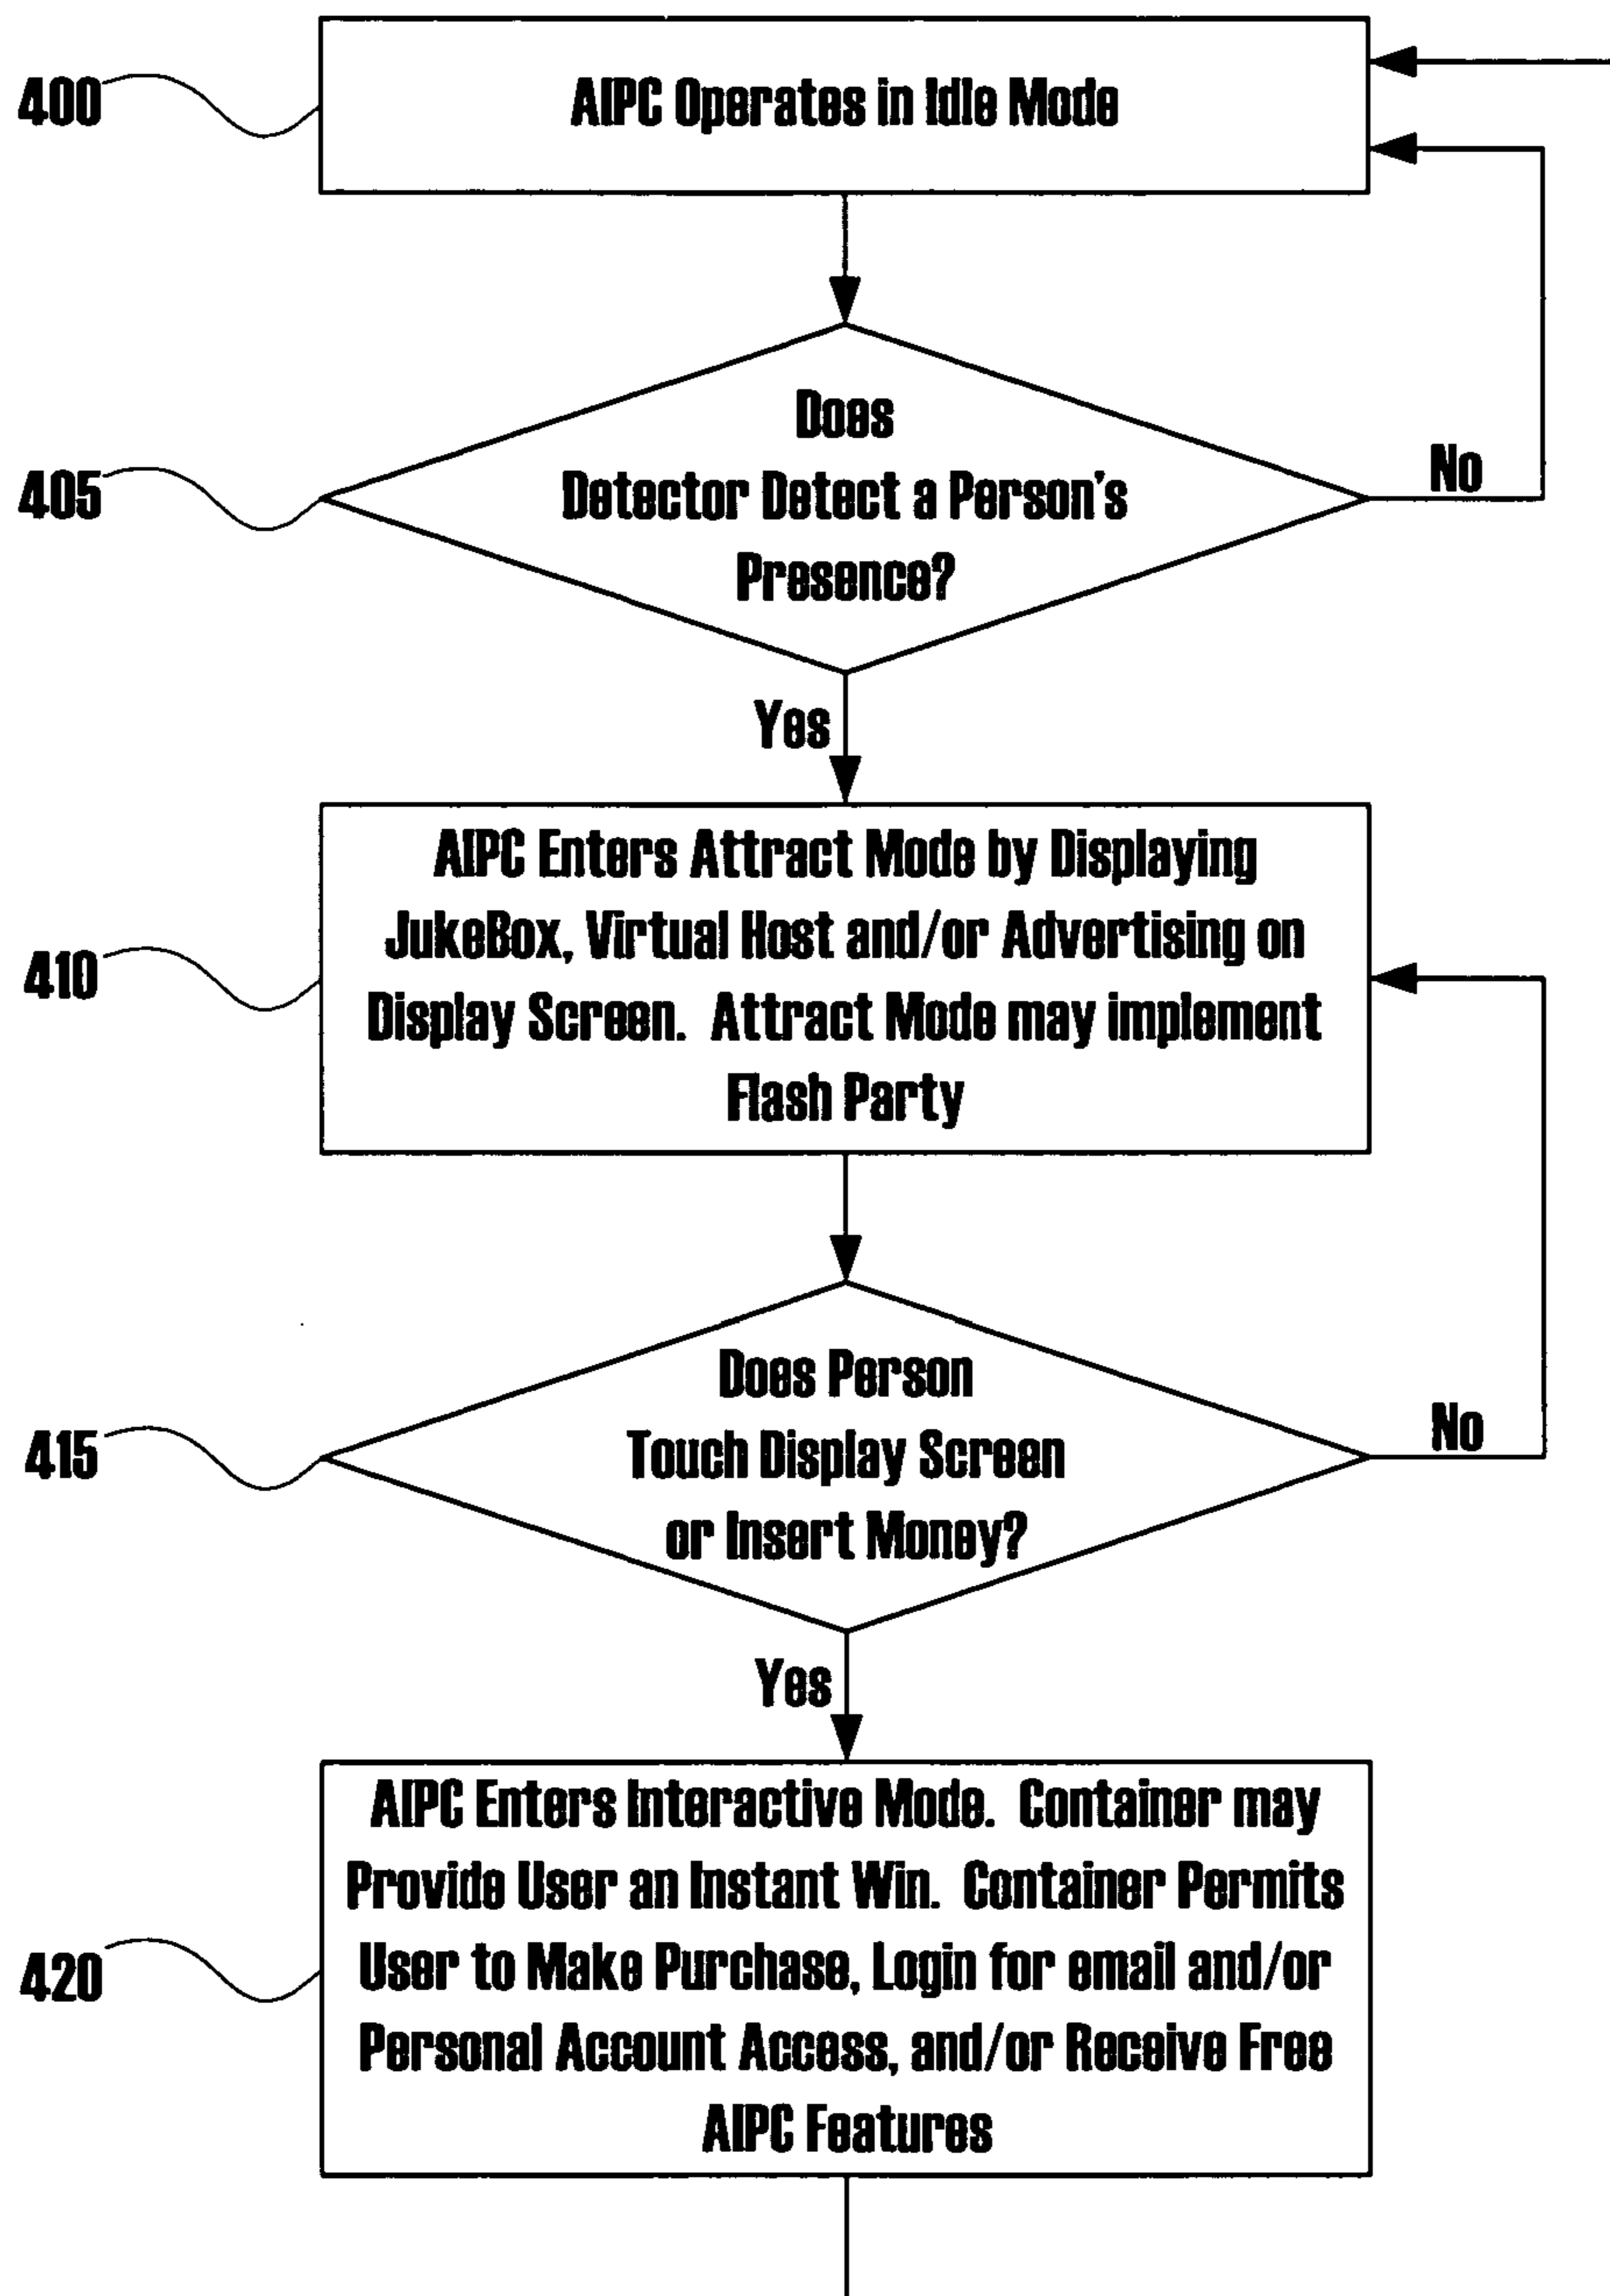 400
AIPC Operates in Idle Mode
405
Does
Detector Detect a Person's
Presence?
No
Yes
410
AIPC Enters Attract Mode by Displaying
JukeBox, Virtual Host and/or Advertising on
Display Screen. Attract Mode may implement
Flash Party
415
Does Person
Touch Display Screen
or Insert Money?
No
Yes
420
AIPC Enters Interactive Mode. Container may
Provide User an Instant Win. Container Permits
User to Make Purchase, Login for email and/or
Personal Account Access, and/or Receive Free
AIPC Features